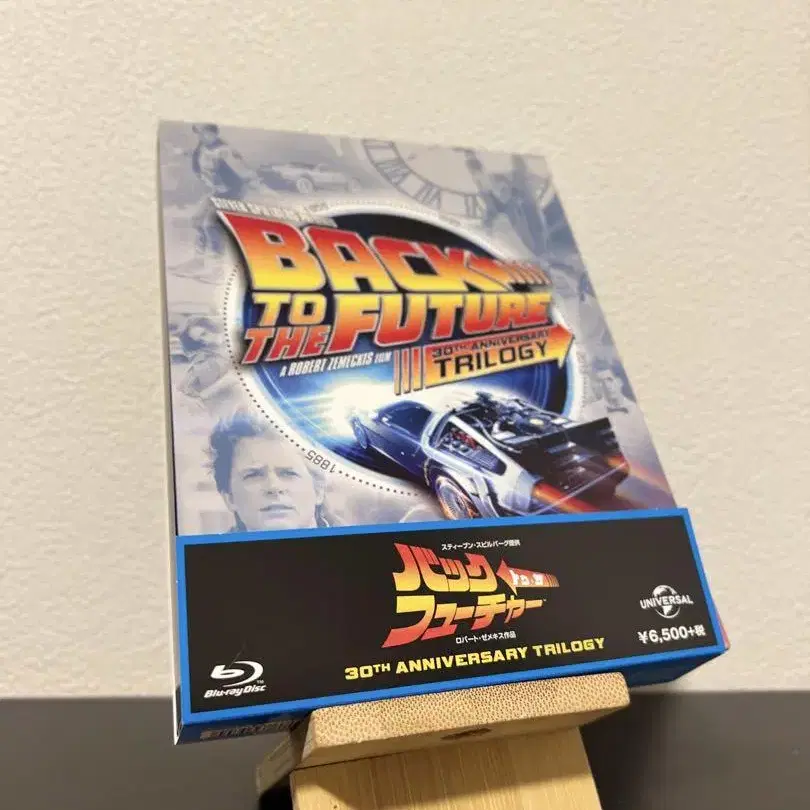 BACK
TO
THE FUTURE
30TH ANNIVERSARY
TRILOGY
A ROBERT ZEMECKIS FILM
1885
スティーブン・スピルバーグ提供
バック
トゥ・ザ
フューチャー
ロバート・ゼメキス作品
30TH ANNIVERSARY TRILOGY
Blu-ray Disc
TM
UNIVERSAL
¥6,500+税